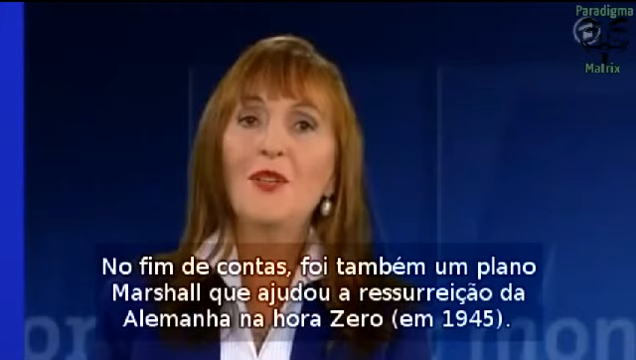 Paradigma
Matrix
No fim de contas, foi também um plano
Marshall que ajudou a ressurreição da
Alemanha na hora Zero (em 1945).